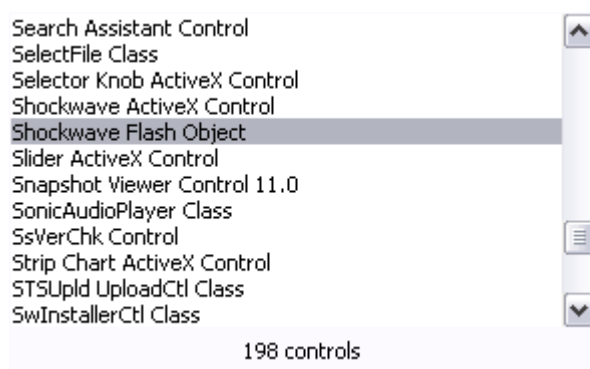 Search Assistant Control
SelectFile Class
Selector Knob ActiveX Control
Shockwave ActiveX Control
Shockwave Flash Object
Slider ActiveX Control
Snapshot Viewer Control 11.0
SonicAudioPlayer Class
SsVerChk Control
Strip Chart ActiveX Control
STSUpld UploadCtl Class
SwInstallerCtl Class
198 controls